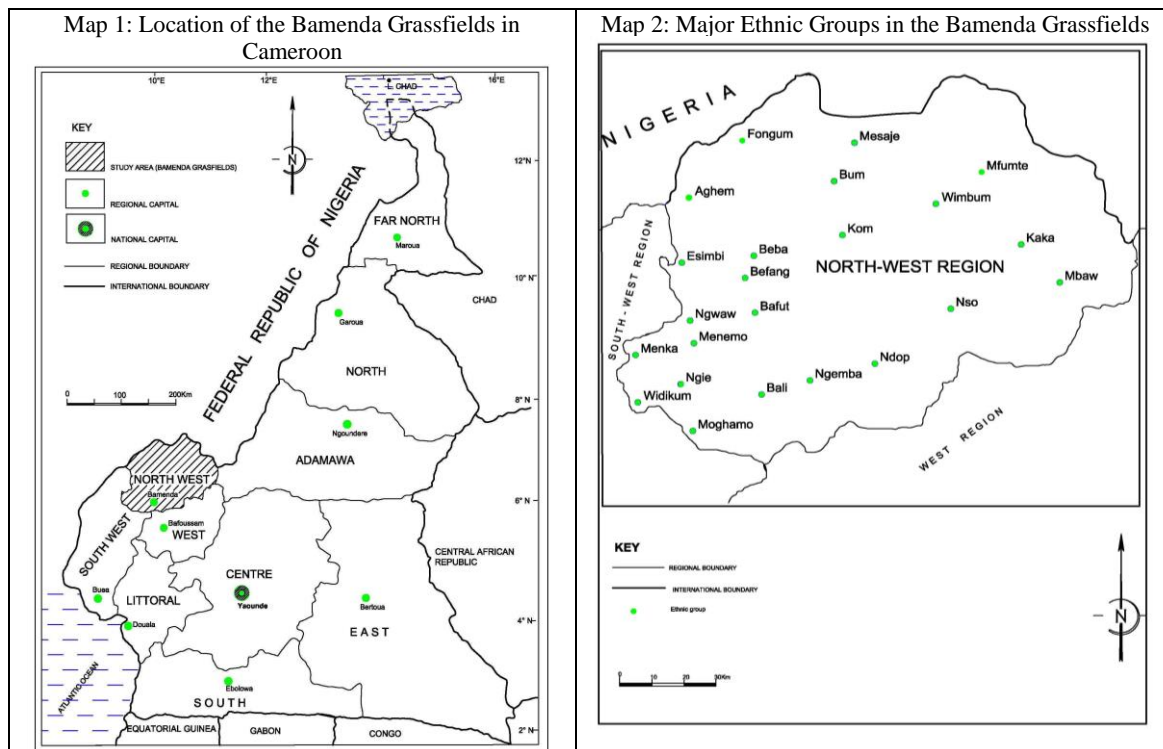 Map 1: Location of the Bamenda Grassfields in
Cameroon
10°E
12°E
14°E
16°E
L. CHAD
KEY
STUDY AREA (BAMENDA GRASFIELDS)
REGIONAL CAPITAL
NATIONAL CAPITAL
REGIONAL BOUNDARY
INTERNATIONAL BOUNDARY
N
12°N
FEDERAL REPUBLIC OF NIGERIA
FAR NORTH
Maroua
10°N
CHAD
Garoua
NORTH
0
100
200Km
8°N
Ngoundere
ADAMAWA
NORTH WEST
Bamenda
6°N
Bafoussam
WEST
SOUTH WEST
CENTRAL AFRICAN
REPUBLIC
CENTRE
Yaounde
Buea
LITTORAL
Bertoua
Douala
EAST
4°N
ATLANTIC OCEAN
Ebolowa
SOUTH
EQUATORIAL GUINEA
GABON
CONGO
2°N
Map 2: Major Ethnic Groups in the Bamenda Grassfields
NIGERIA
Fongum
Mesaje
Mfumte
Bum
Aghem
Wimbum
Kom
Kaka
Esimbi
Beba
NORTH-WEST REGION
Befang
Mbaw
SOUTH-WEST REGION
Ngwaw
Bafut
Nso
Menemo
Menka
Ndop
Ngie
Ngemba
Bali
Widikum
Moghamo
WEST REGION
KEY
REGIONAL BOUNDARY
INTERNATIONAL BOUNDARY
Ethnic group
N
0
10
20
30Km